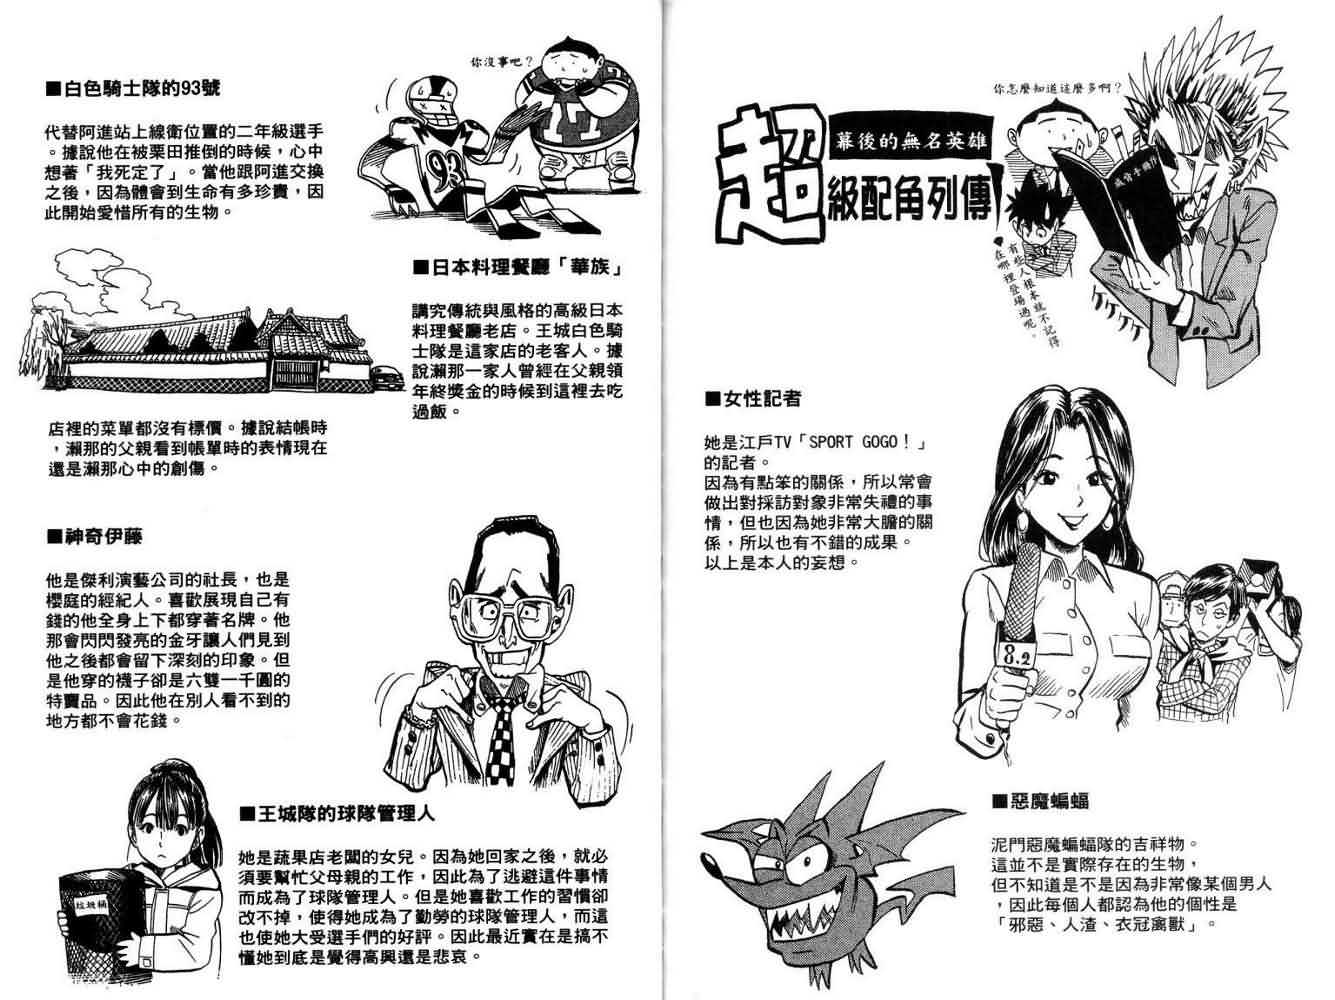 你怎麼知道這麼多啊？
幕後的無名英雄
超級配角列傳
威脅手冊
♥有些人根本就不記得
在哪裡登場過呢。
ククククク
■女性記者
她是江戶TV「SPORT GOGO！」
的記者。
因為有點笨的關係，所以常會
做出對採訪對象非常失禮的事
情，但也因為她非常大膽的關
係，所以也有不錯的成果。
以上是本人的妄想。
8.2
■惡魔蝙蝠
泥門惡魔蝙蝠隊的吉祥物。
這並不是實際存在的生物，
但不知道是不是因為非常像某個男人
，因此每個人都認為他的個性是
「邪惡、人渣、衣冠禽獸」。
你沒事吧？
■白色騎士隊的93號
代替阿進站上線衛位置的二年級選手
。據說他在被栗田推倒的時候，心中
想著「我死定了」。當他跟阿進交換
之後，因為體會到生命有多珍貴，因
此開始愛惜所有的生物。
93
77
■日本料理餐廳「華族」
講究傳統與風格的高級日本
料理餐廳老店。王城白色騎
士隊是這家店的老客人。據
說瀨那一家人曾經在父親領
年終獎金的時候到這裡去吃
過飯。
店裡的菜單都沒有標價。據說結帳時
，瀨那的父親看到帳單時的表情現在
還是瀨那心中的創傷。
■神奇伊藤
他是傑利演藝公司的社長，也是
櫻庭的經紀人。喜歡展現自己有
錢的他全身上下都穿著名牌。他
那會閃閃發亮的金牙讓人們見到
他之後都會留下深刻的印象。但
是他穿的襪子卻是六雙一千圓的
特賣品。因此他在別人看不到的
地方都不會花錢。
■王城隊的球隊管理人
她是蔬果店老闆的女兒。因為她回家之後，就必
須要幫忙父母親的工作，因此為了逃避這件事情
而成為了球隊管理人。但是她喜歡工作的習慣卻
改不掉，使得她成為了勤勞的球隊管理人，而這
也使她大受選手們的好評。因此最近實在是搞不
懂她到底是覺得高興還是悲哀。
垃圾桶